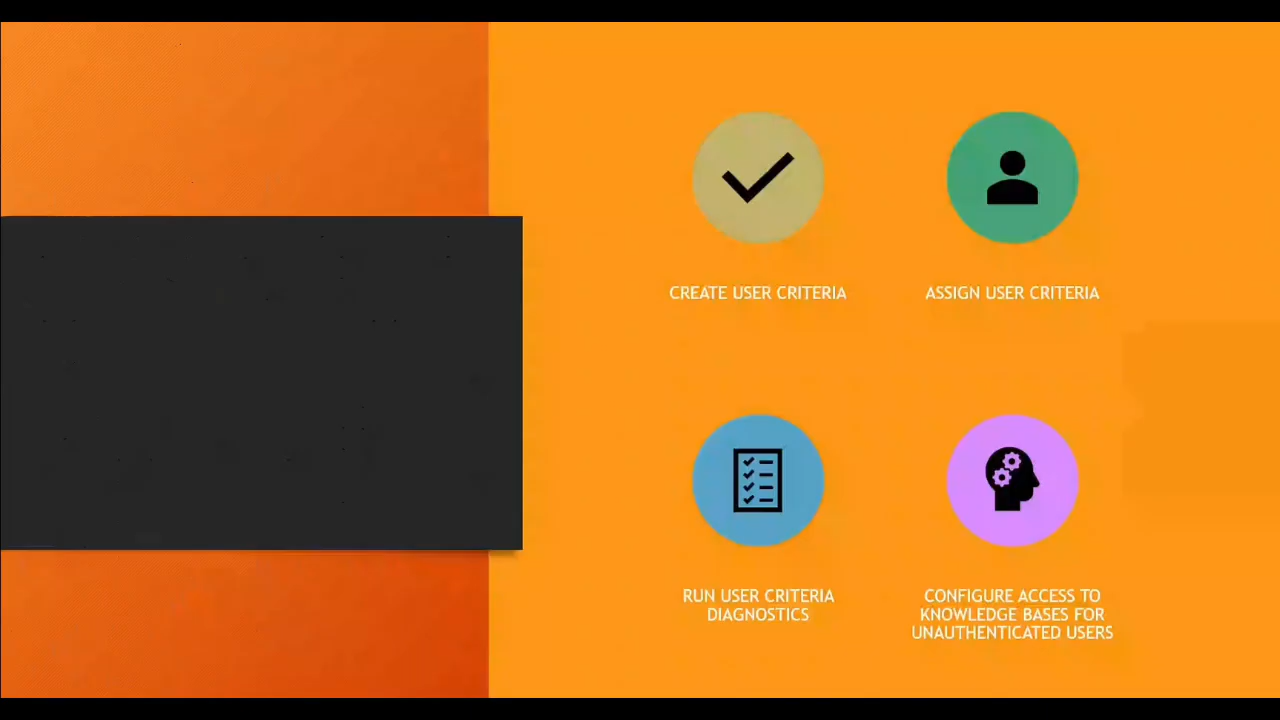 CREATE USER CRITERIA
ASSIGN USER CRITERIA
RUN USER CRITERIA
DIAGNOSTICS
CONFIGURE ACCESS TO
KNOWLEDGE BASES FOR
UNAUTHENTICATED USERS